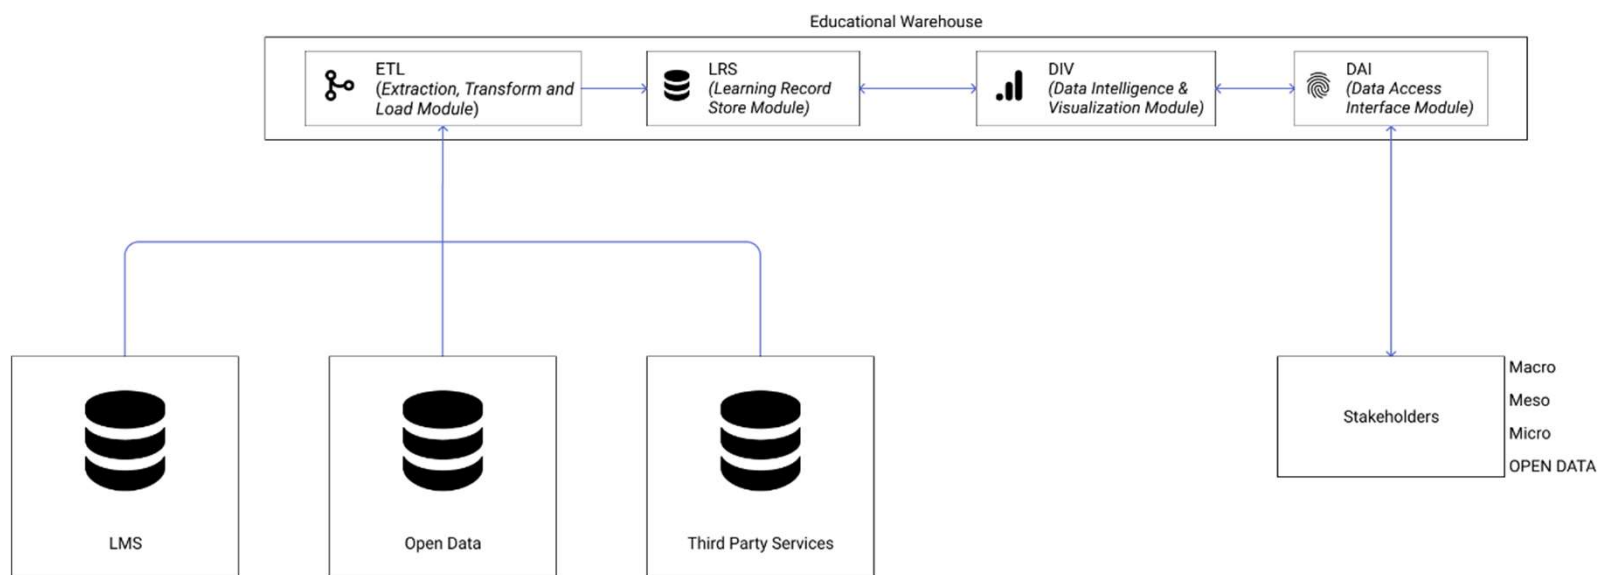 Educational Warehouse
ETL
(Extraction, Transform and
Load Module)
LRS
(Learning Record
Store Module)
DIV
(Data Intelligence &
Visualization Module)
DAI
(Data Access
Interface Module)
LMS
Open Data
Third Party Services
Stakeholders
Macro
Meso
Micro
OPEN DATA